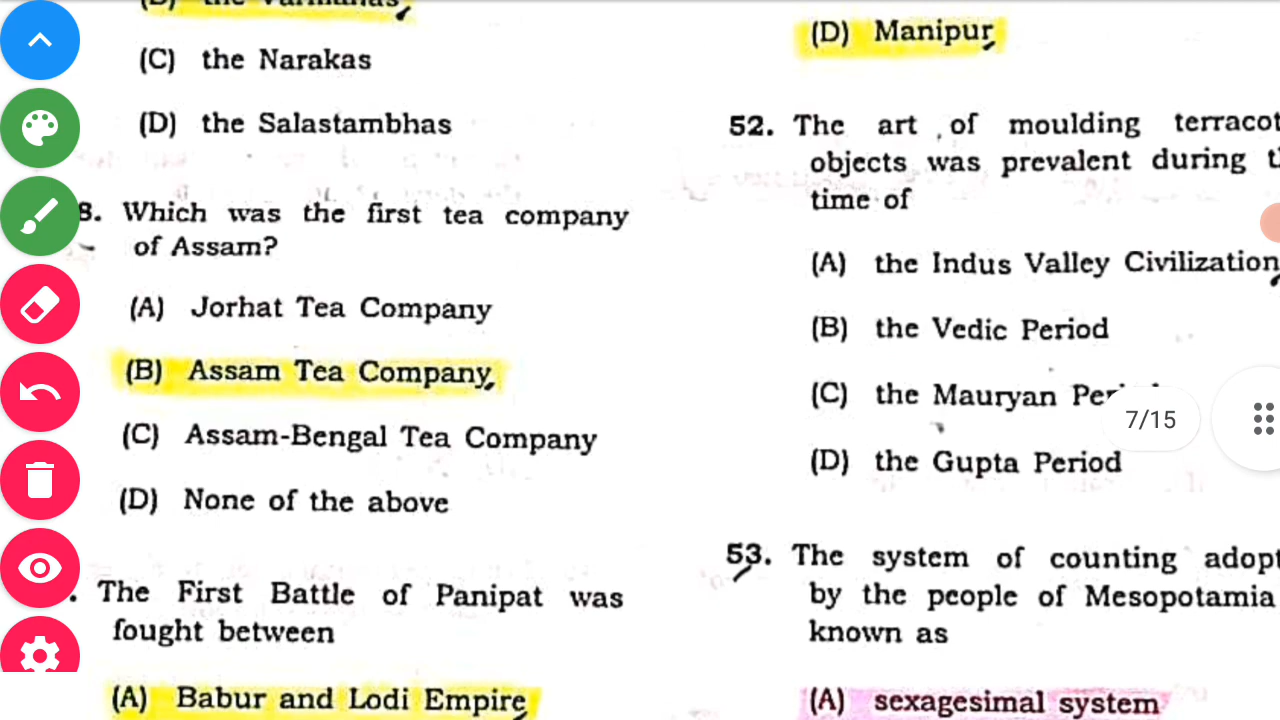 (B) the Varmanas
(C) the Narakas
(D) the Salastambhas
8. Which was the first tea company
of Assam?
(A) Jorhat Tea Company
(B) Assam Tea Company
(C) Assam-Bengal Tea Company
(D) None of the above
. The First Battle of Panipat was
fought between
(A) Babur and Lodi Empire
(D) Manipur
52. The art of moulding terracot
objects was prevalent during t
time of
(A) the Indus Valley Civilization
(B) the Vedic Period
(C) the Mauryan Per
(D) the Gupta Period
7/15
53. The system of counting adopt
by the people of Mesopotamia
known as
(A) sexagesimal system